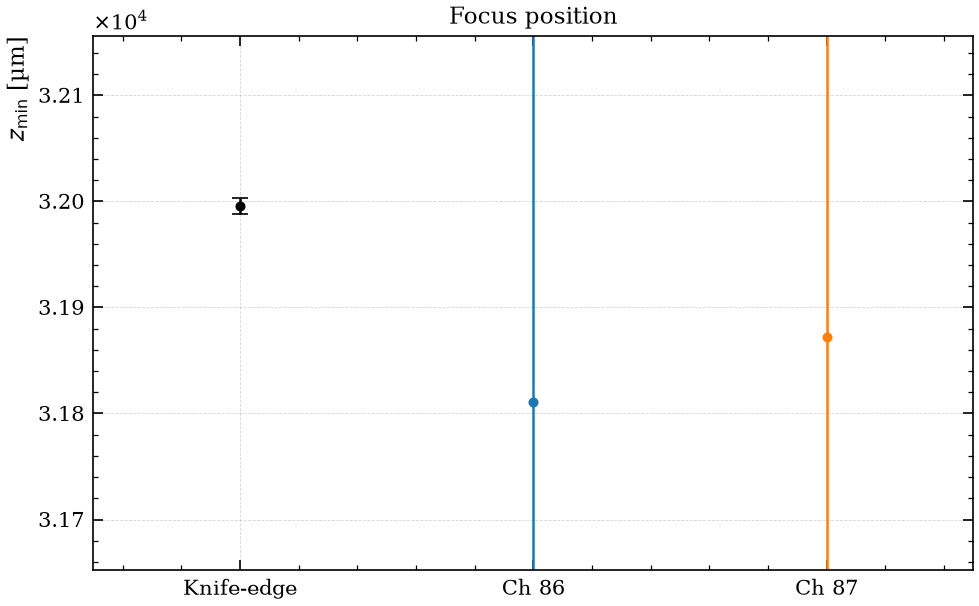 Focus position
×10⁴
z_min [µm]
3.21
3.20
3.19
3.18
3.17
Knife-edge Ch 86 Ch 87